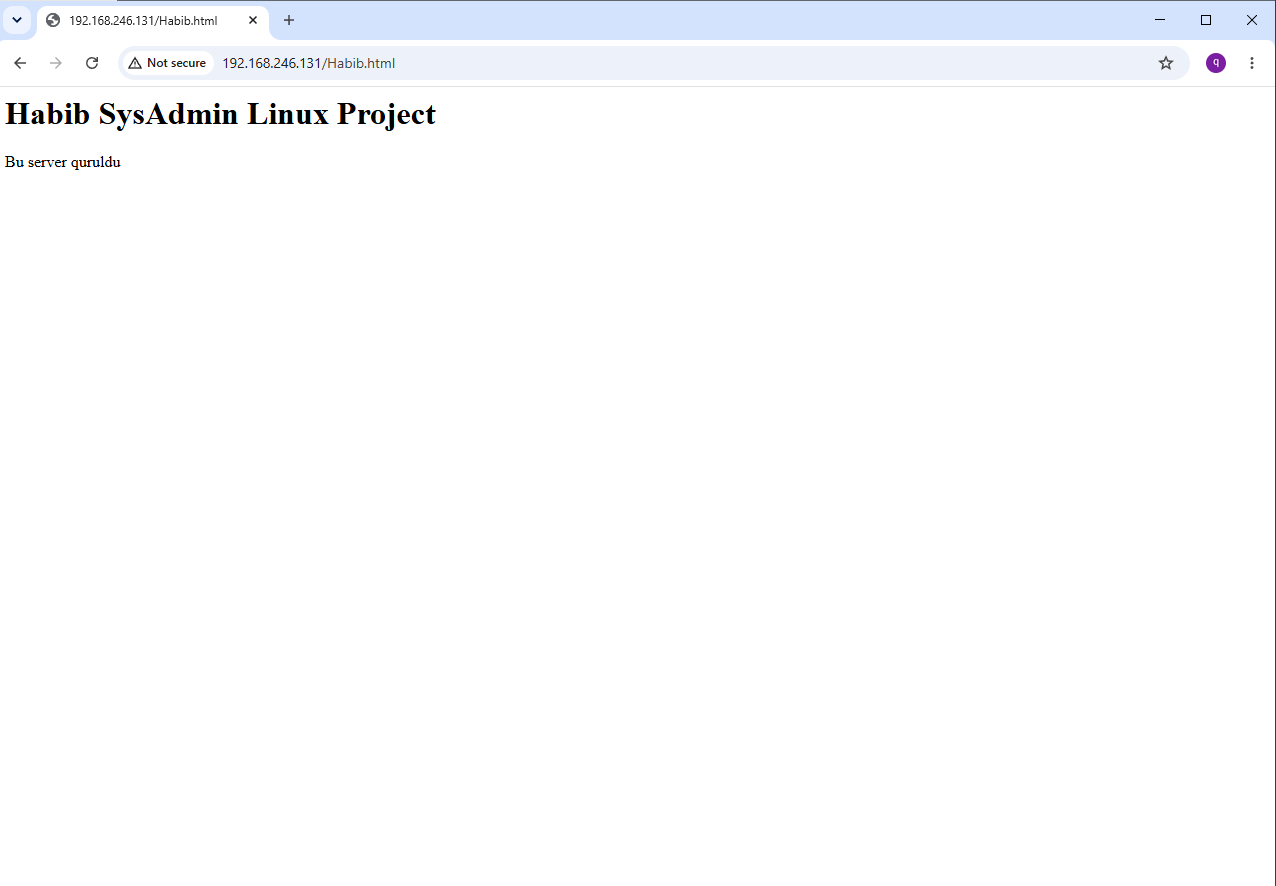 192.168.246.131/Habib.html
Not secure
192.168.246.131/Habib.html
q
Habib SysAdmin Linux Project
Bu server quruldu